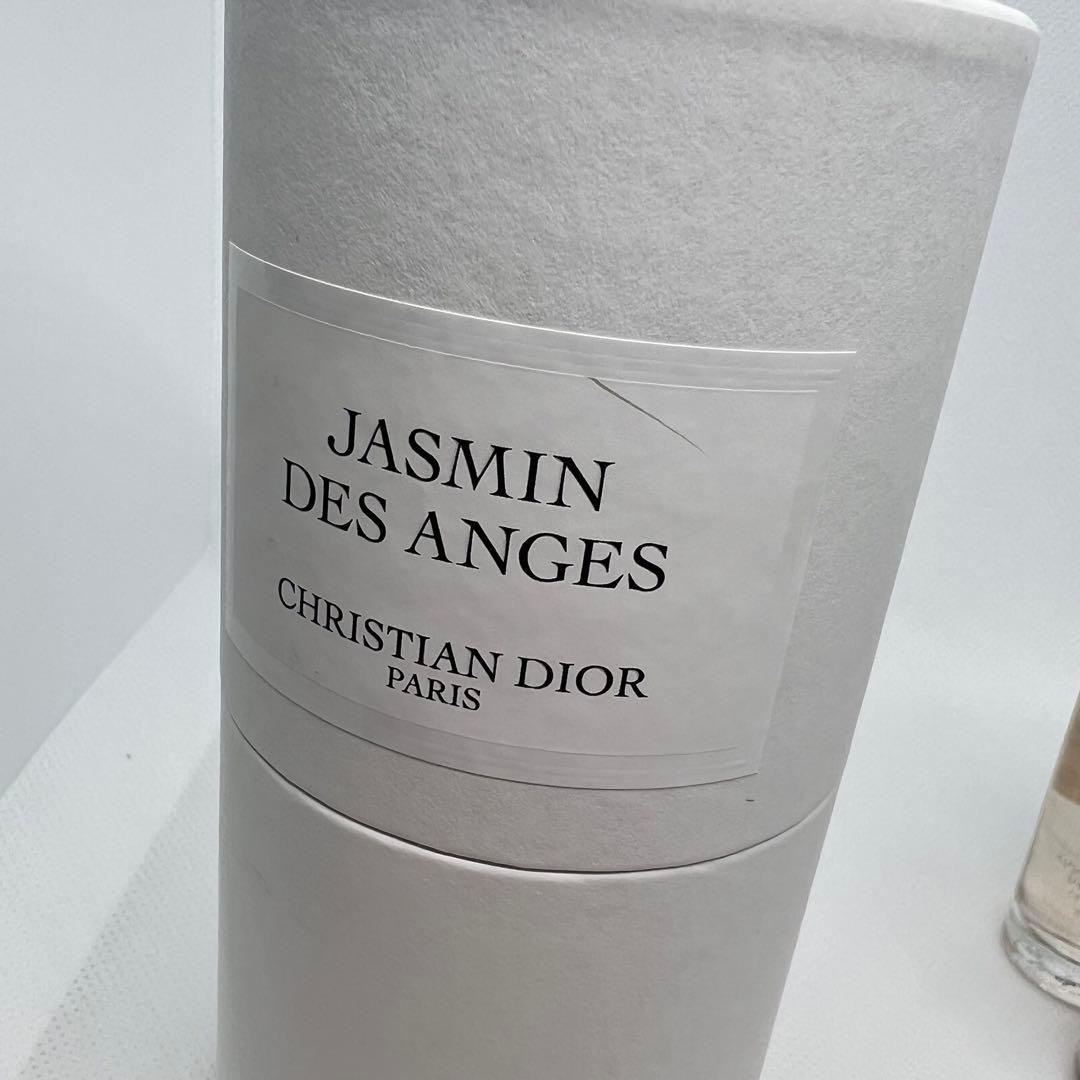 JASMIN
DES ANGES
CHRISTIAN DIOR
PARIS